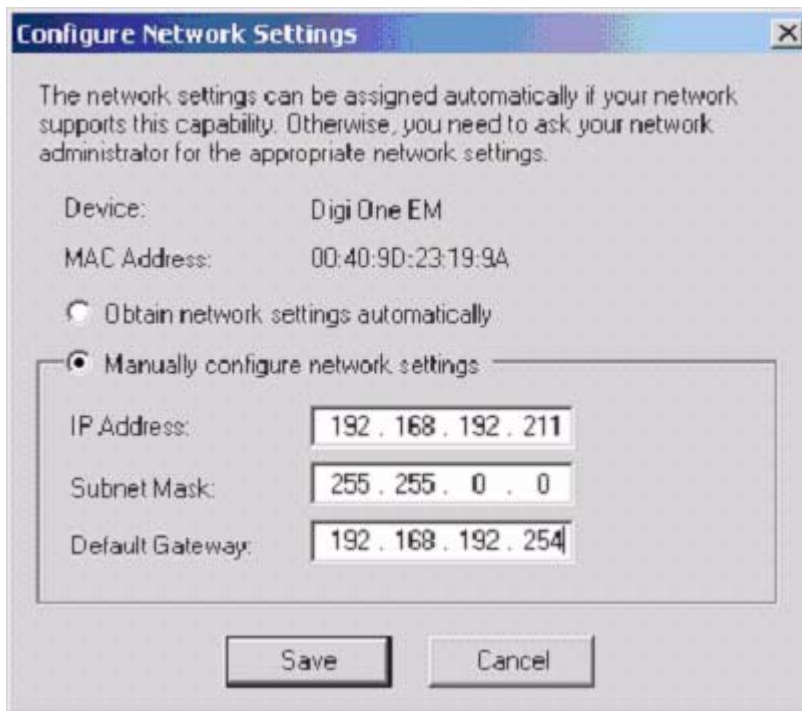 Configure Network Settings
The network settings can be assigned automatically if your network
supports this capability. Otherwise, you need to ask your network
administrator for the appropriate network settings.
Device: Digi One EM
MAC Address: 00:40:9D:23:19:9A
Obtain network settings automatically
Manually configure network settings
IP Address: 192 . 168 . 192 . 211
Subnet Mask: 255 . 255 . 0 . 0
Default Gateway: 192 . 168 . 192 . 254
Save Cancel